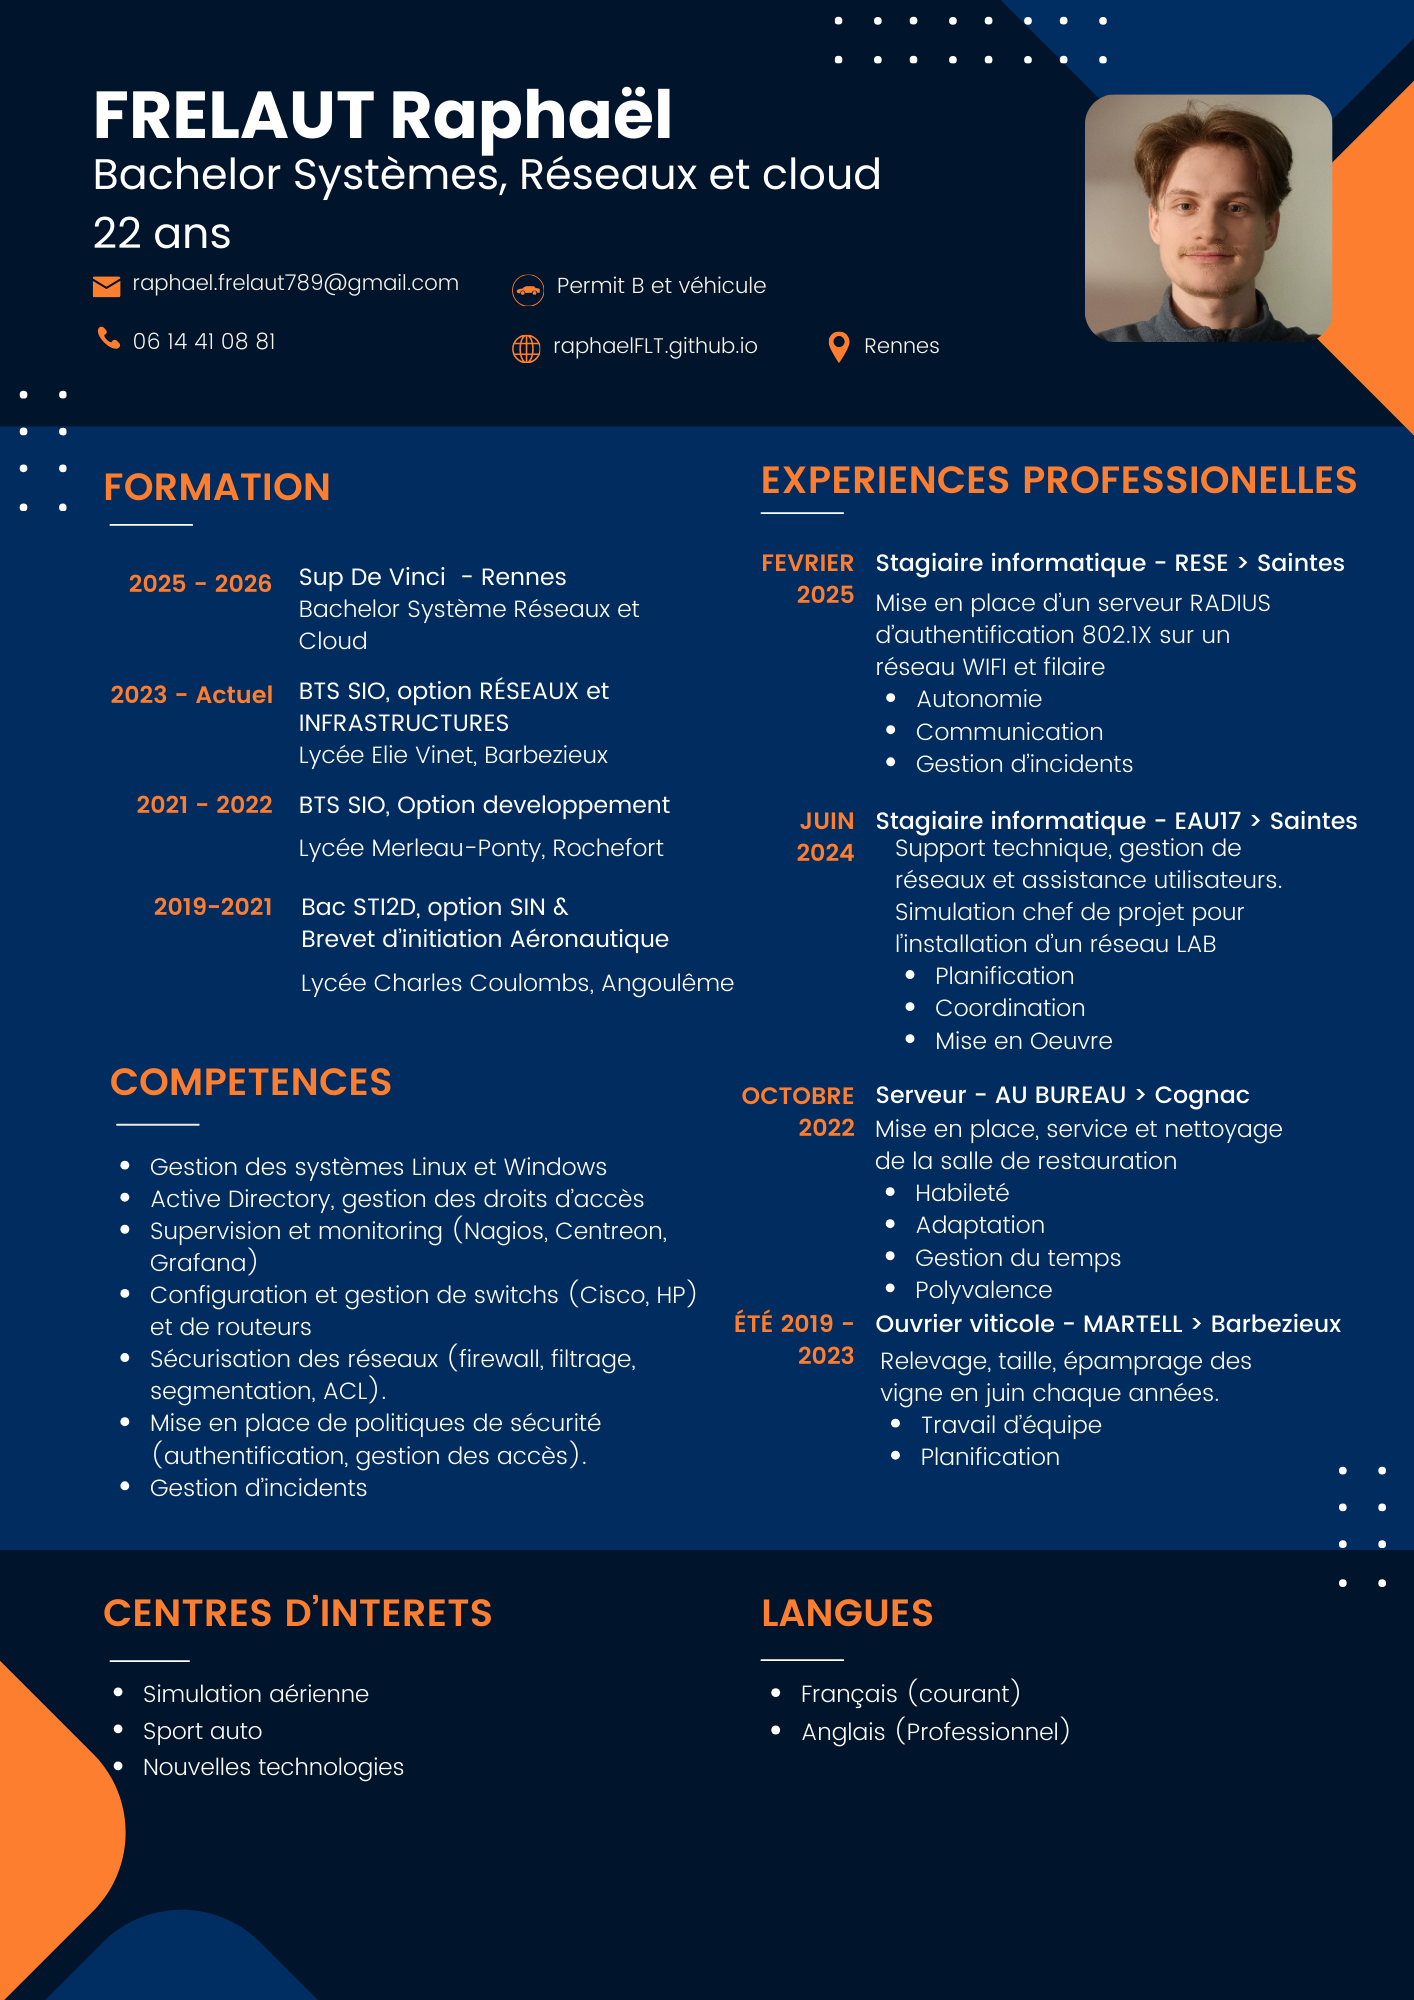 FRELAUT Raphaël
Bachelor Systèmes, Réseaux et cloud
22 ans
raphael.frelaut789@gmail.com
Permit B et véhicule
06 14 41 08 81
raphaelFLT.github.io
Rennes
FORMATION
2025 - 2026
Sup De Vinci - Rennes
Bachelor Système Réseaux et
Cloud
2023 - Actuel
BTS SIO, option RÉSEAUX et
INFRASTRUCTURES
Lycée Elie Vinet, Barbezieux
2021 - 2022
BTS SIO, Option developpement
Lycée Merleau-Ponty, Rochefort
2019-2021
Bac STI2D, option SIN &
Brevet d’initiation Aéronautique
Lycée Charles Coulombs, Angoulême
COMPETENCES
• Gestion des systèmes Linux et Windows
• Active Directory, gestion des droits d’accès
• Supervision et monitoring (Nagios, Centreon,
Grafana)
• Configuration et gestion de switchs (Cisco, HP)
et de routeurs
• Sécurisation des réseaux (firewall, filtrage,
segmentation, ACL).
• Mise en place de politiques de sécurité
(authentification, gestion des accès).
• Gestion d’incidents
EXPERIENCES PROFESSIONELLES
FEVRIER
2025
Stagiaire informatique - RESE > Saintes
Mise en place d’un serveur RADIUS
d’authentification 802.1X sur un
réseau WIFI et filaire
• Autonomie
• Communication
• Gestion d’incidents
JUIN
2024
Stagiaire informatique - EAU17 > Saintes
Support technique, gestion de
réseaux et assistance utilisateurs.
Simulation chef de projet pour
l’installation d’un réseau LAB
• Planification
• Coordination
• Mise en Oeuvre
OCTOBRE
2022
Serveur - AU BUREAU > Cognac
Mise en place, service et nettoyage
de la salle de restauration
• Habileté
• Adaptation
• Gestion du temps
• Polyvalence
ÉTÉ 2019 -
2023
Ouvrier viticole - MARTELL > Barbezieux
Relevage, taille, épamprage des
vigne en juin chaque années.
• Travail d’équipe
• Planification
CENTRES D’INTERETS
• Simulation aérienne
• Sport auto
• Nouvelles technologies
LANGUES
• Français (courant)
• Anglais (Professionnel)